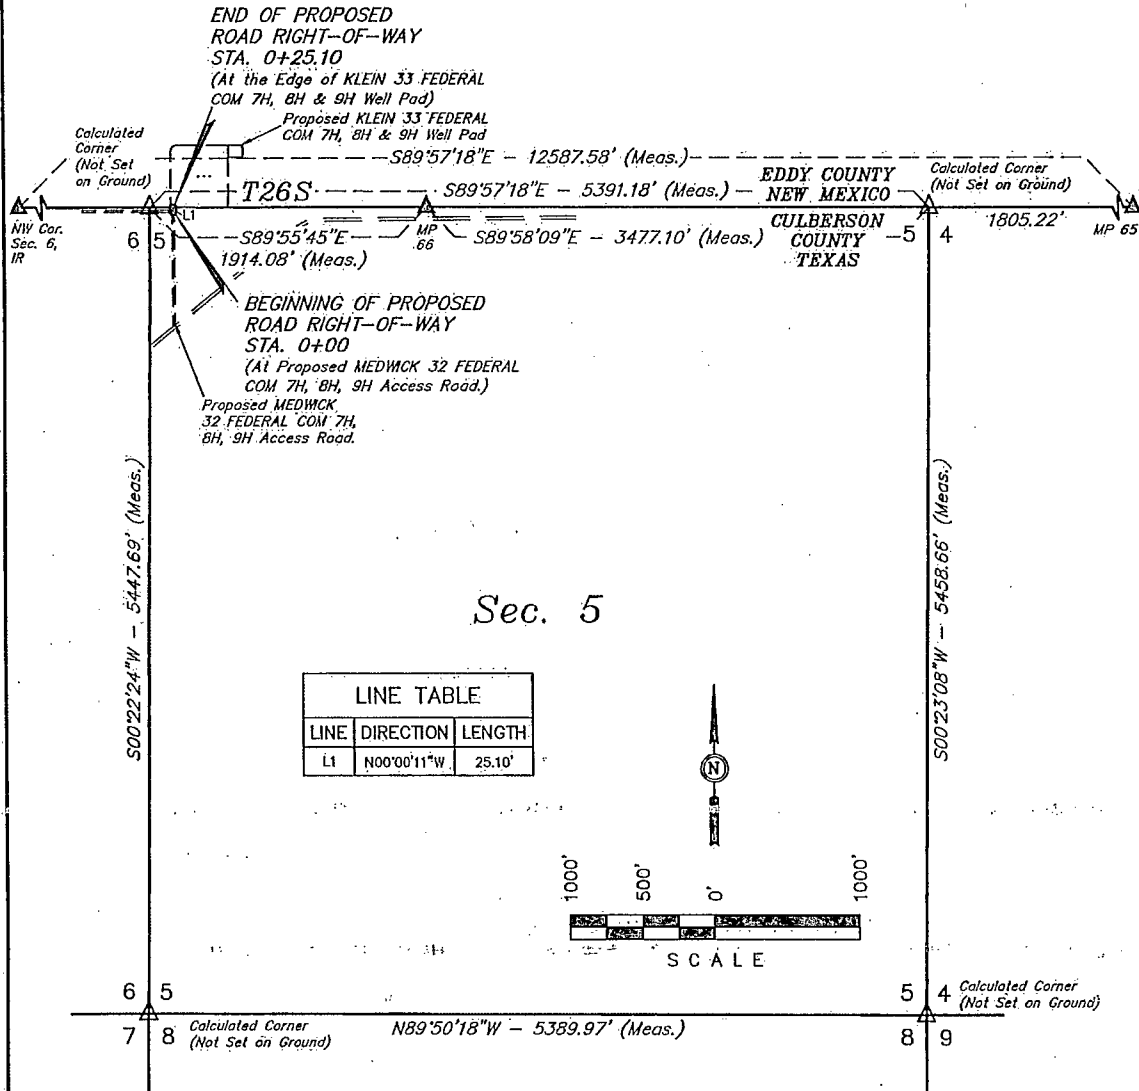 END OF PROPOSED
ROAD RIGHT-OF-WAY
STA. 0+25.10
(At the Edge of KLEIN 33 FEDERAL
COM 7H, 8H & 9H Well Pad)
Proposed KLEIN 33 FEDERAL
COM 7H, 8H & 9H Well Pad
Calculated
Corner
(Not Set
on Ground)
S89°57'18"E - 12587.58' (Meas.)
T26S
S89°57'18"E - 5391.18' (Meas.)
EDDY COUNTY
NEW MEXICO
Calculated Corner
(Not Set on Ground)
L1
NW Cor.
Sec. 6,
IR
6 5
S89°55'45"E
1914.08' (Meas.)
MP
66
S89°58'09"E - 3477.10' (Meas.)
CULBERSON
COUNTY
TEXAS
5 4
1805.22'
MP 65
BEGINNING OF PROPOSED
ROAD RIGHT-OF-WAY
STA. 0+00
(At Proposed MEDWICK 32 FEDERAL
COM 7H, 8H, 9H Access Road.)
Proposed MEDWICK
32 FEDERAL COM 7H,
8H, 9H Access Road.
S00°22'24"W - 5447.69' (Meas.)
S00°23'08"W - 5458.66' (Meas.)
Sec. 5
LINE TABLE
LINE DIRECTION LENGTH
L1 N00°00'11"W 25.10'
N
1000' 500' 0' 1000'
SCALE
6 5
7 8
Calculated Corner
(Not Set on Ground)
N89°50'18"W - 5389.97' (Meas.)
5 4
8 9
Calculated Corner
(Not Set on Ground)